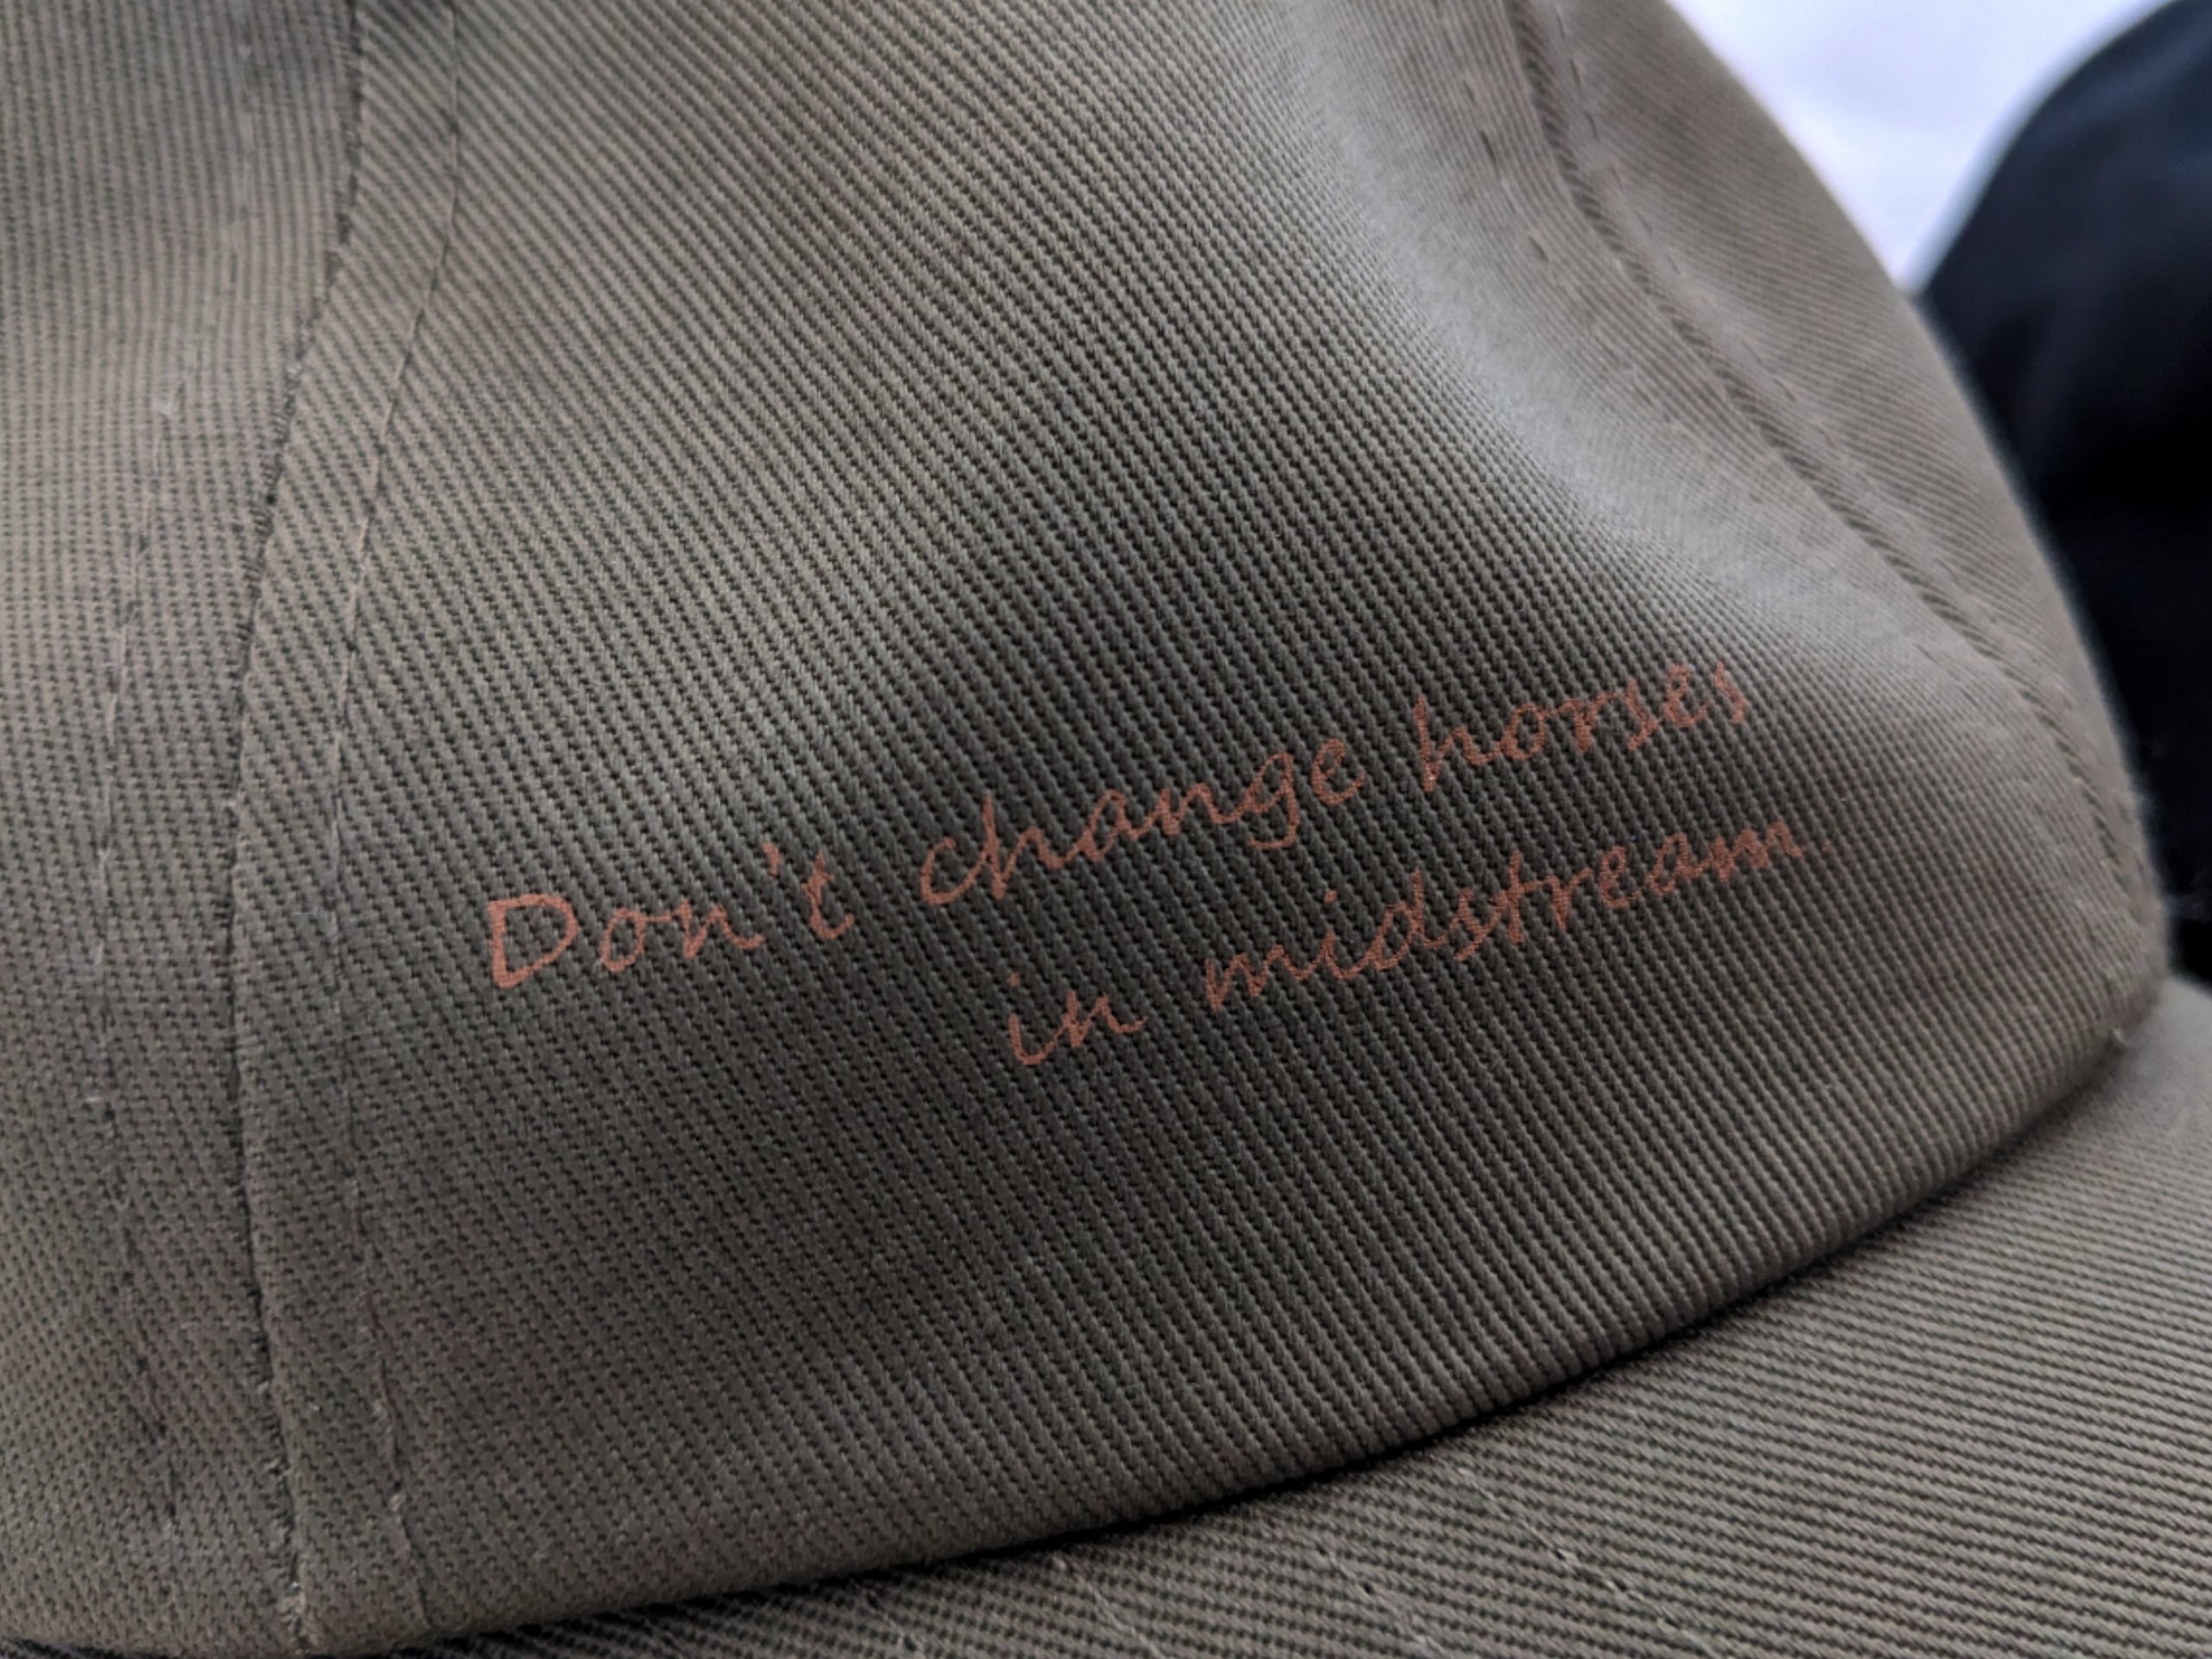 Don't change horses
in midstream.